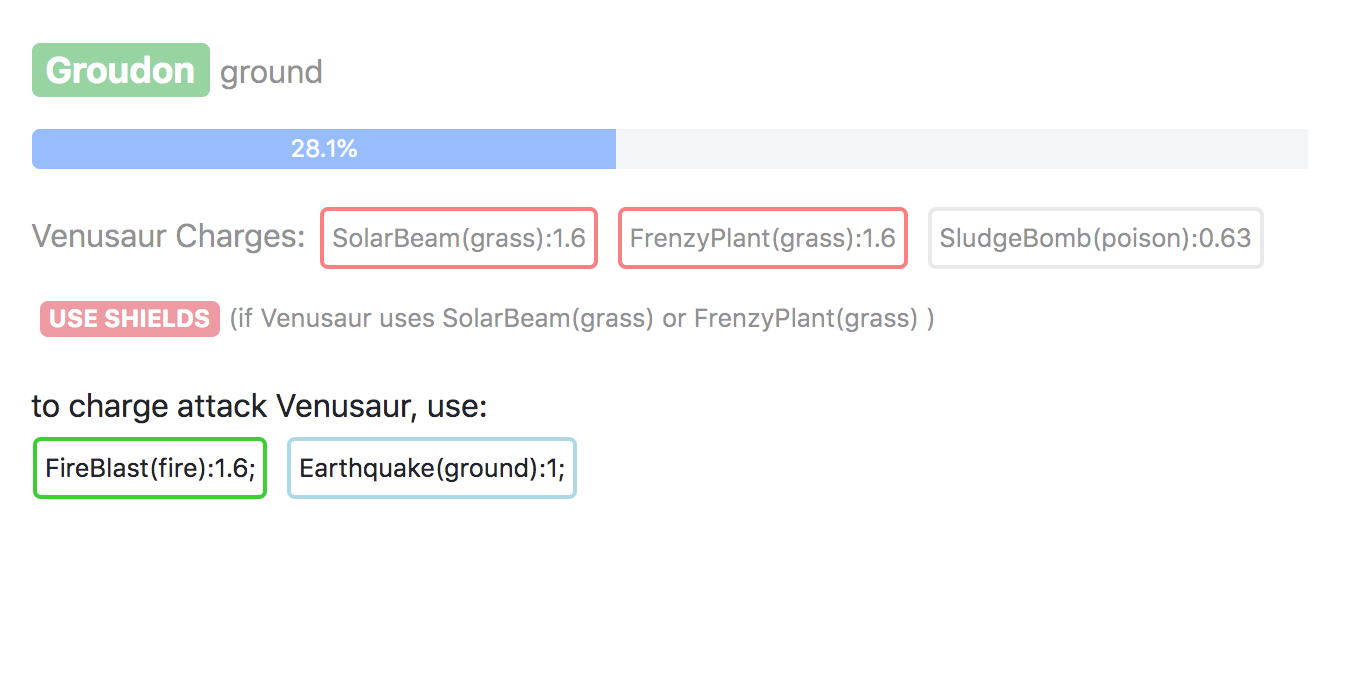 Groudon ground
28.1%
Venusaur Charges: SolarBeam(grass):1.6 FrenzyPlant(grass):1.6 SludgeBomb(poison):0.63
USE SHIELDS (if Venusaur uses SolarBeam(grass) or FrenzyPlant(grass) )
to charge attack Venusaur, use:
FireBlast(fire):1.6; Earthquake(ground):1;